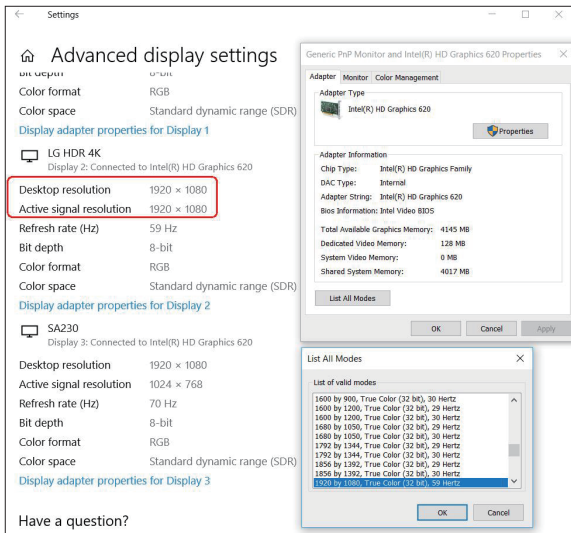 Settings
Advanced display settings
Bit depth 8-bit
Color format RGB
Color space Standard dynamic range (SDR)
Display adapter properties for Display 1
LG HDR 4K
Display 2: Connected to Intel(R) HD Graphics 620
Desktop resolution 1920 × 1080
Active signal resolution 1920 × 1080
Refresh rate (Hz) 59 Hz
Bit depth 8-bit
Color format RGB
Color space Standard dynamic range (SDR)
Display adapter properties for Display 2
SA230
Display 3: Connected to Intel(R) HD Graphics 620
Desktop resolution 1920 × 1080
Active signal resolution 1024 × 768
Refresh rate (Hz) 70 Hz
Bit depth 8-bit
Color format RGB
Color space Standard dynamic range (SDR)
Display adapter properties for Display 3
Have a question?
Generic PnP Monitor and Intel(R) HD Graphics 620 Properties
Adapter Monitor Color Management
Adapter Type
Intel(R) HD Graphics 620
Properties
Adapter Information
Chip Type: Intel(R) HD Graphics Family
DAC Type: Internal
Adapter String: Intel(R) HD Graphics 620
Bios Information: Intel Video BIOS
Total Available Graphics Memory: 4145 MB
Dedicated Video Memory: 128 MB
System Video Memory: 0 MB
Shared System Memory: 4017 MB
List All Modes
OK Cancel Apply
List All Modes
List of valid modes
1600 by 900, True Color (32 bit), 30 Hertz
1600 by 1200, True Color (32 bit), 29 Hertz
1600 by 1200, True Color (32 bit), 30 Hertz
1680 by 1050, True Color (32 bit), 29 Hertz
1680 by 1050, True Color (32 bit), 30 Hertz
1792 by 1344, True Color (32 bit), 29 Hertz
1792 by 1344, True Color (32 bit), 30 Hertz
1856 by 1392, True Color (32 bit), 29 Hertz
1856 by 1392, True Color (32 bit), 30 Hertz
1920 by 1080, True Color (32 bit), 59 Hertz
OK Cancel